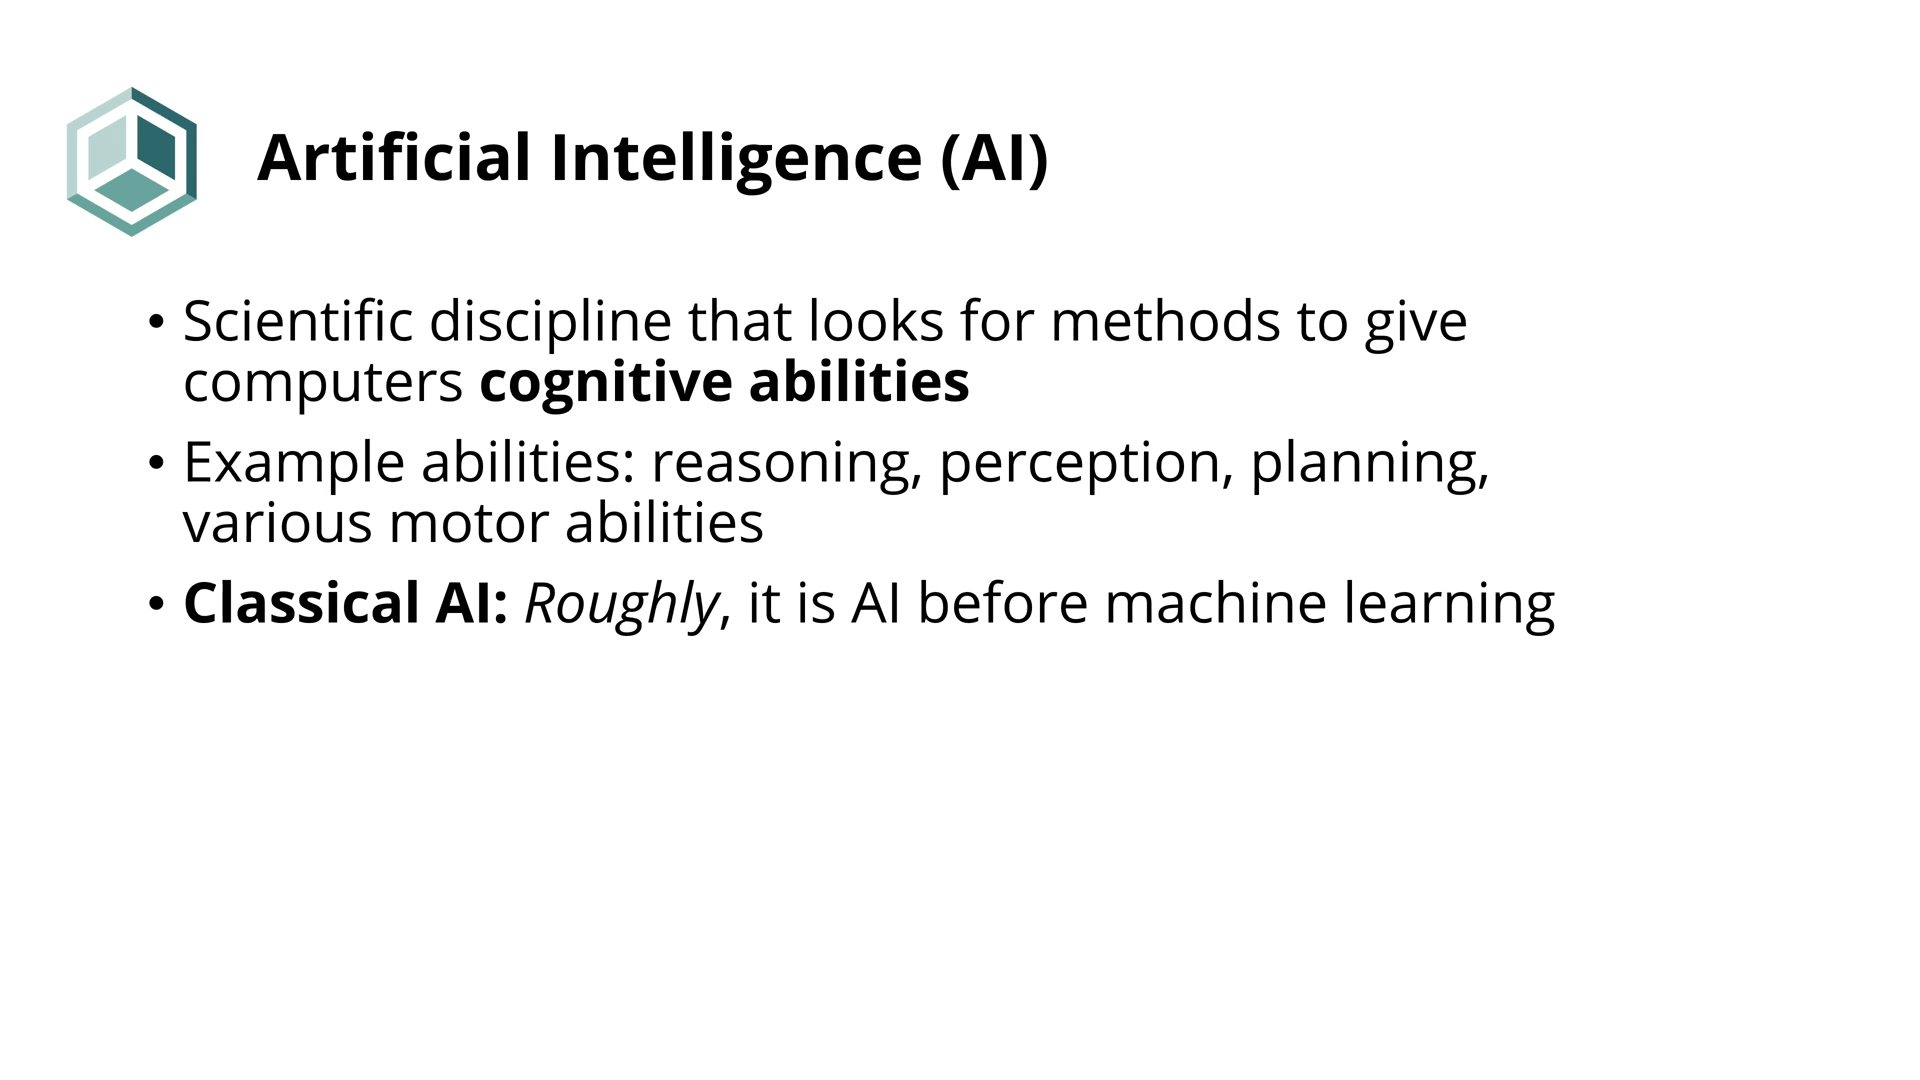 Artificial Intelligence (AI)
• Scientific discipline that looks for methods to give
computers cognitive abilities
• Example abilities: reasoning, perception, planning,
various motor abilities
• Classical AI: Roughly, it is AI before machine learning